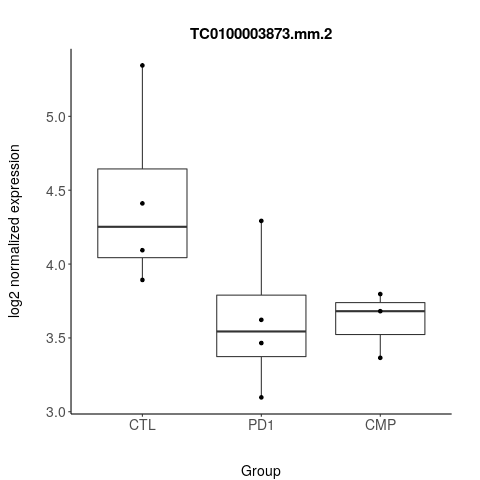 TC0100003873.mm.2
log2 normalized expression
5.0
4.5
4.0
3.5
3.0
CTL
PD1
CMP
Group